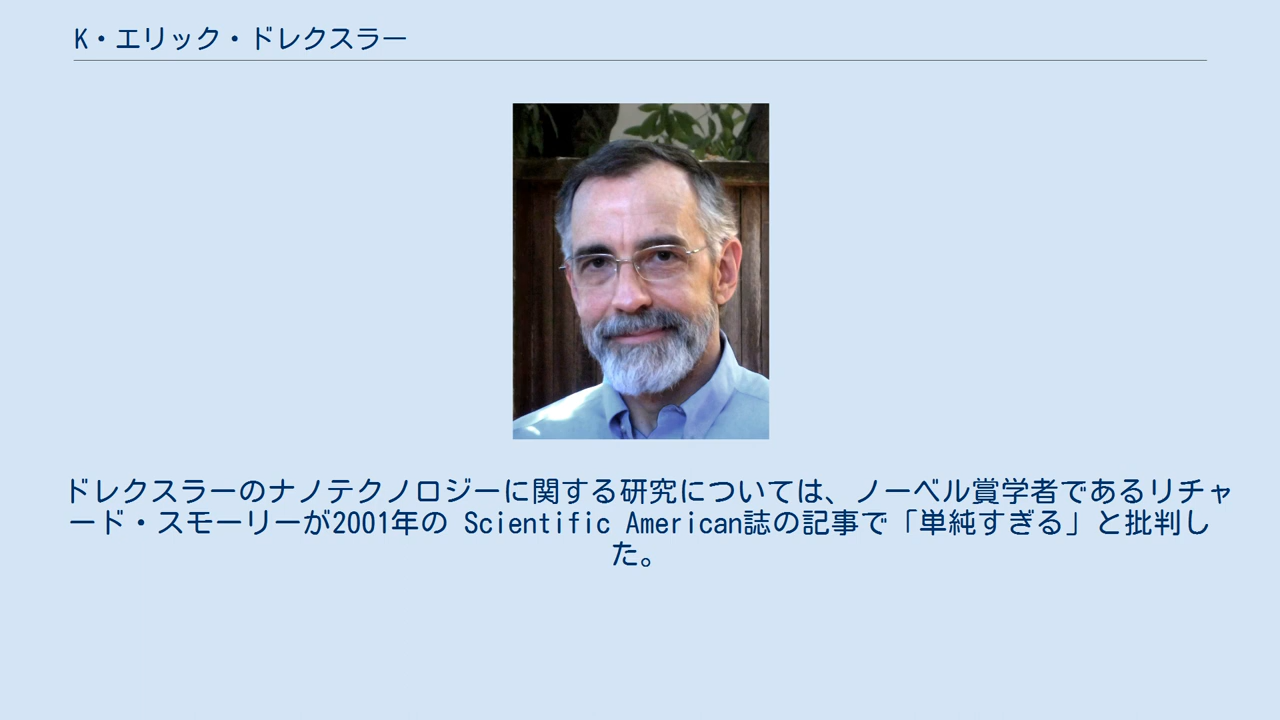 K・エリック・ドレクスラー
ドレクスラーのナノテクノロジーに関する研究については、ノーベル賞学者であるリチャ
ード・スモーリーが2001年の Scientific American誌の記事で「単純すぎる」と批判し
た。